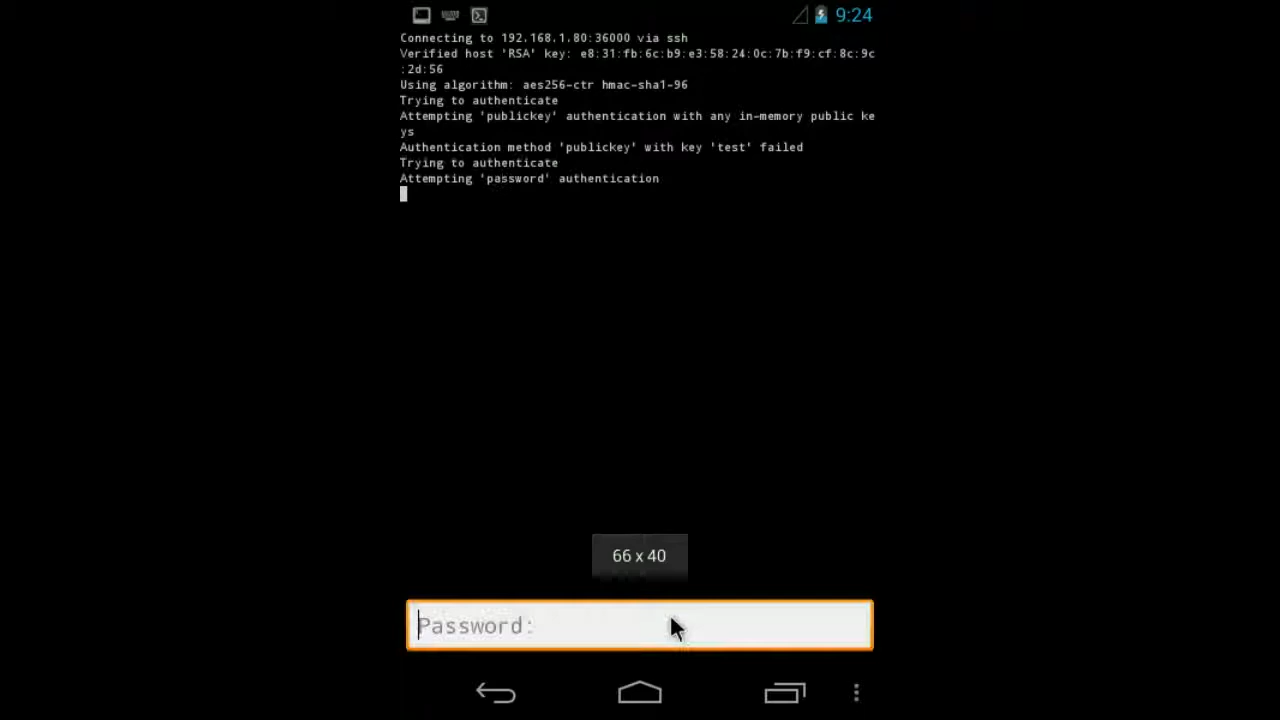 9:24
Connecting to 192.168.1.80:36000 via ssh
Verified host 'RSA' key: e8:31:fb:6c:b9:e3:58:24:0c:7b:f9:cf:8c:9c
:2d:56
Using algorithm: aes256-ctr hmac-sha1-96
Trying to authenticate
Attempting 'publickey' authentication with any in-memory public ke
ys
Authentication method 'publickey' with key 'test' failed
Trying to authenticate
Attempting 'password' authentication
66 x 40
Password: